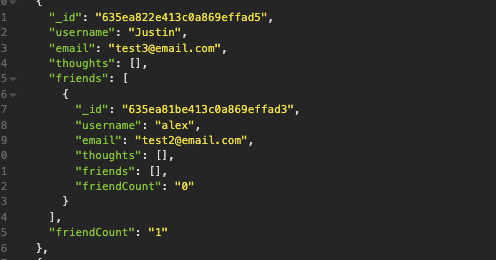 0 {
1 "_id": "635ea822e413c0a869effad5",
2 "username": "Justin",
3 "email": "test3@email.com",
4 "thoughts": [],
5 "friends": [
6 {
7 "_id": "635ea81be413c0a869effad3",
8 "username": "alex",
9 "email": "test2@email.com",
0 "thoughts": [],
1 "friends": [],
2 "friendCount": "0"
3 }
4 ],
5 "friendCount": "1"
6 },